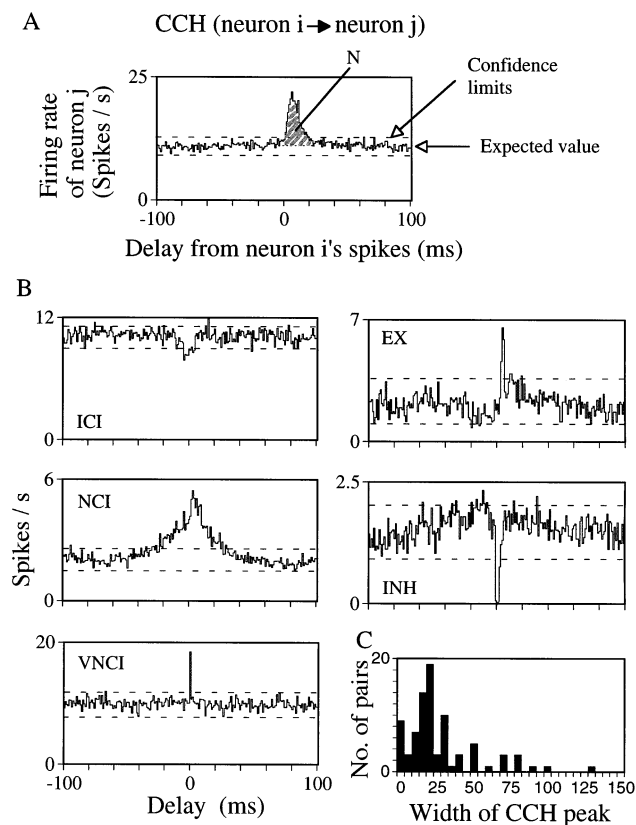 A
CCH (neuron i → neuron j)
N
Confidence
limits
Expected value
Firing rate
of neuron j
(Spikes / s)
25
0
-100 0 100
Delay from neuron i's spikes (ms)
B
12
0
ICI
6
0
NCI
Spikes / s
20
0
VNCI
-100 0 100
Delay (ms)
7
0
EX
2.5
0
INH
C
20
0
No. of pairs
0 25 50 75 100 125 150
Width of CCH peak